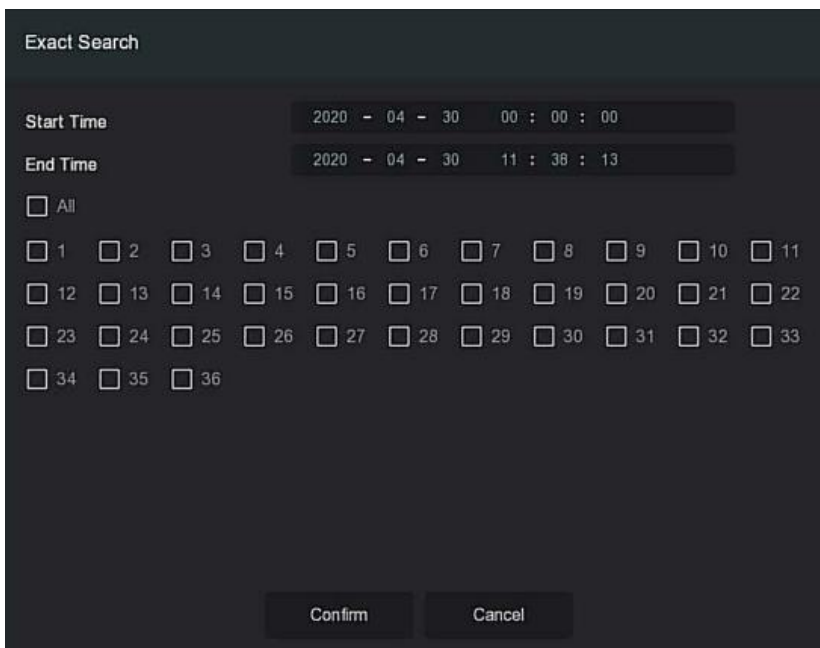 Exact Search
Start Time 2020 - 04 - 30 00 : 00 : 00
End Time 2020 - 04 - 30 11 : 38 : 13
All
1 2 3 4 5 6 7 8 9 10 11
12 13 14 15 16 17 18 19 20 21 22
23 24 25 26 27 28 29 30 31 32 33
34 35 36
Confirm Cancel